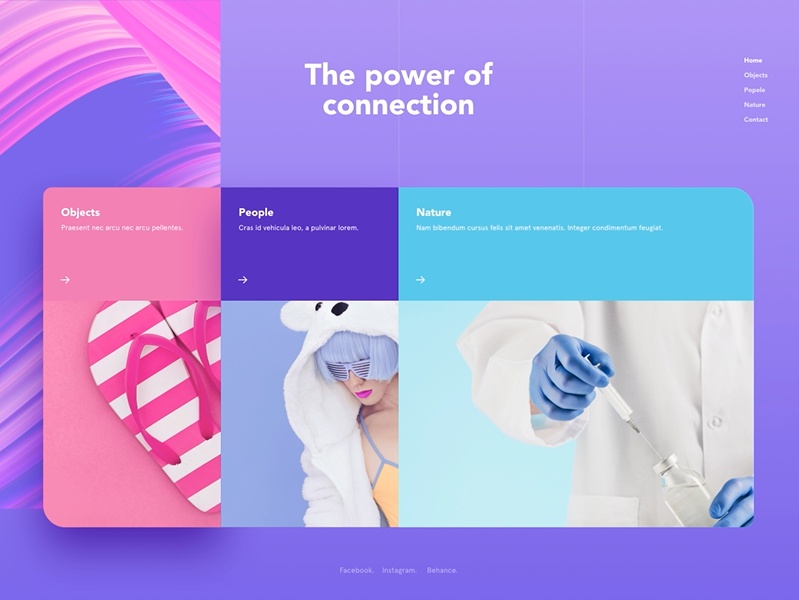 The power of
connection
Home
Objects
Popele
Nature
Contact
Objects
Praesent nec arcu nec arcu pellentes.
People
Cras id vehicula leo, a pulvinar lorem.
Nature
Nam bibendum cursus felis sit amet venenatis. Integer condimentum feugiat.
Facebook. Instagram. Behance.